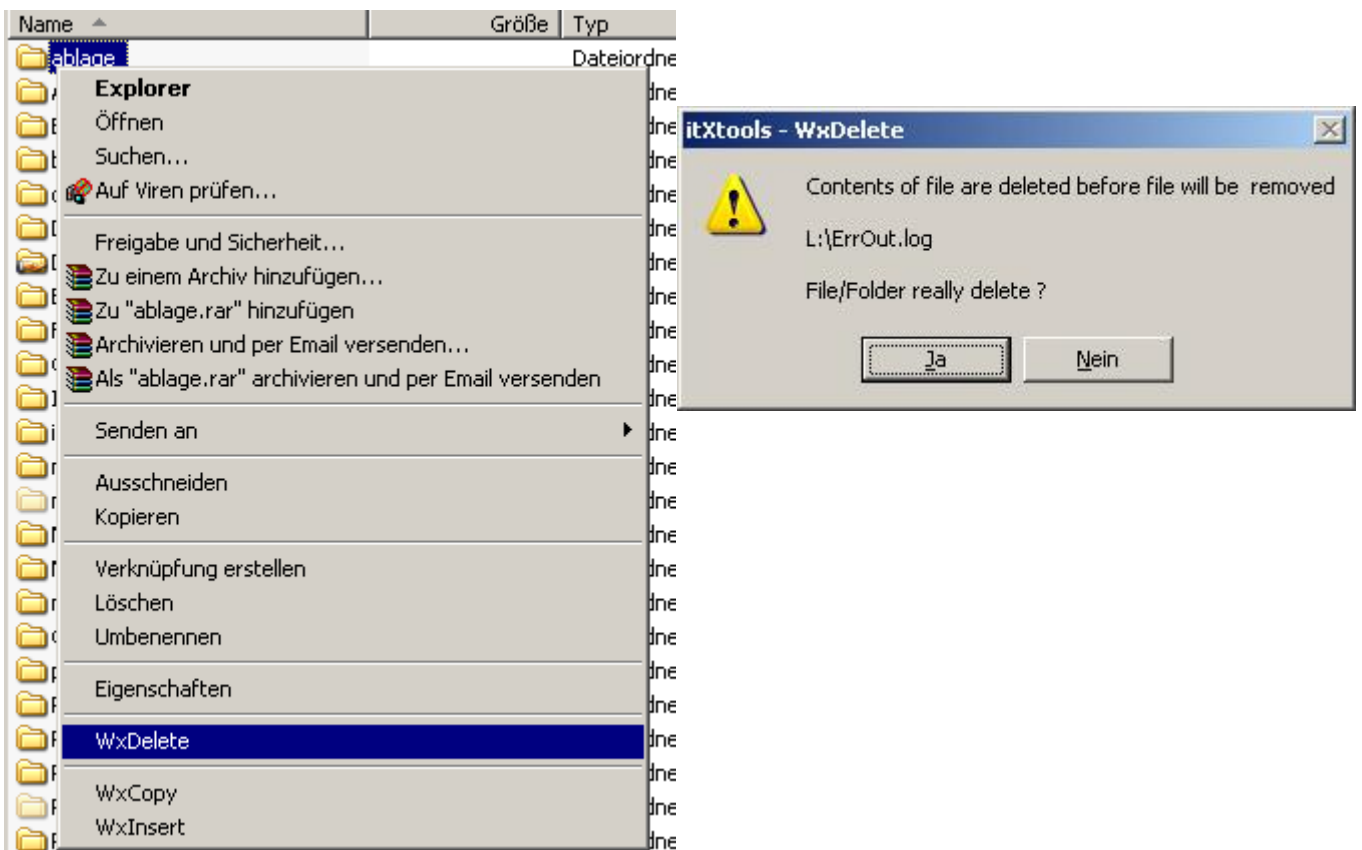 Name Größe Typ
ablage Dateiordne
Explorer
Öffnen
Suchen...
Auf Viren prüfen...
Freigabe und Sicherheit...
Zu einem Archiv hinzufügen...
Zu "ablage.rar" hinzufügen
Archivieren und per Email versenden...
Als "ablage.rar" archivieren und per Email versenden
Senden an
Ausschneiden
Kopieren
Verknüpfung erstellen
Löschen
Umbenennen
Eigenschaften
WxDelete
WxCopy
WxInsert
itXtools - WxDelete
Contents of file are deleted before file will be  removed
L:\ErrOut.log
File/Folder really delete ?
Ja Nein